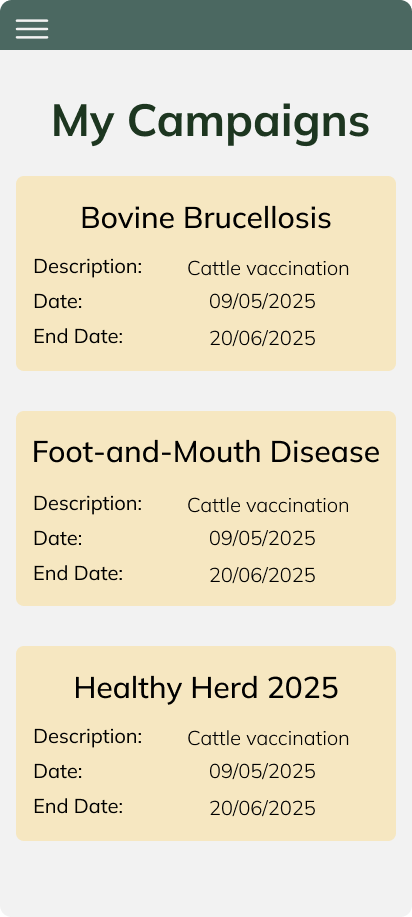 My Campaigns
Bovine Brucellosis
Description: Cattle vaccination
Date: 09/05/2025
End Date: 20/06/2025
Foot-and-Mouth Disease
Description: Cattle vaccination
Date: 09/05/2025
End Date: 20/06/2025
Healthy Herd 2025
Description: Cattle vaccination
Date: 09/05/2025
End Date: 20/06/2025